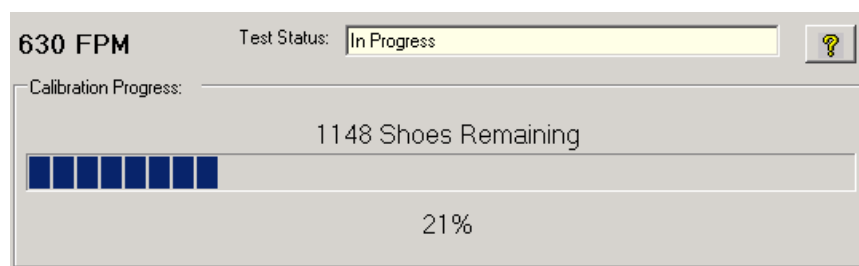 630 FPM
Test Status: In Progress
?
Calibration Progress:
1148 Shoes Remaining
21%